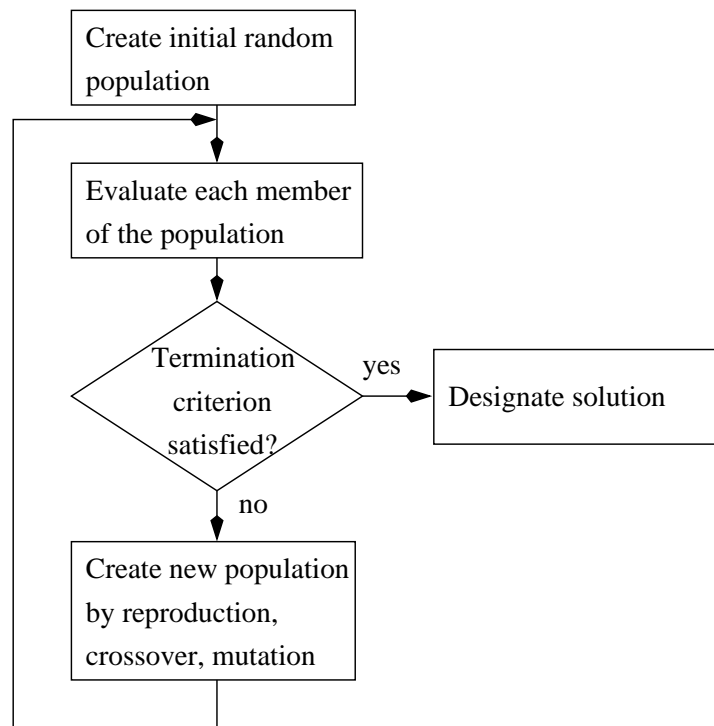 Create initial random
population
Evaluate each member
of the population
Termination
criterion
satisfied?
yes
Designate solution
no
Create new population
by reproduction,
crossover, mutation